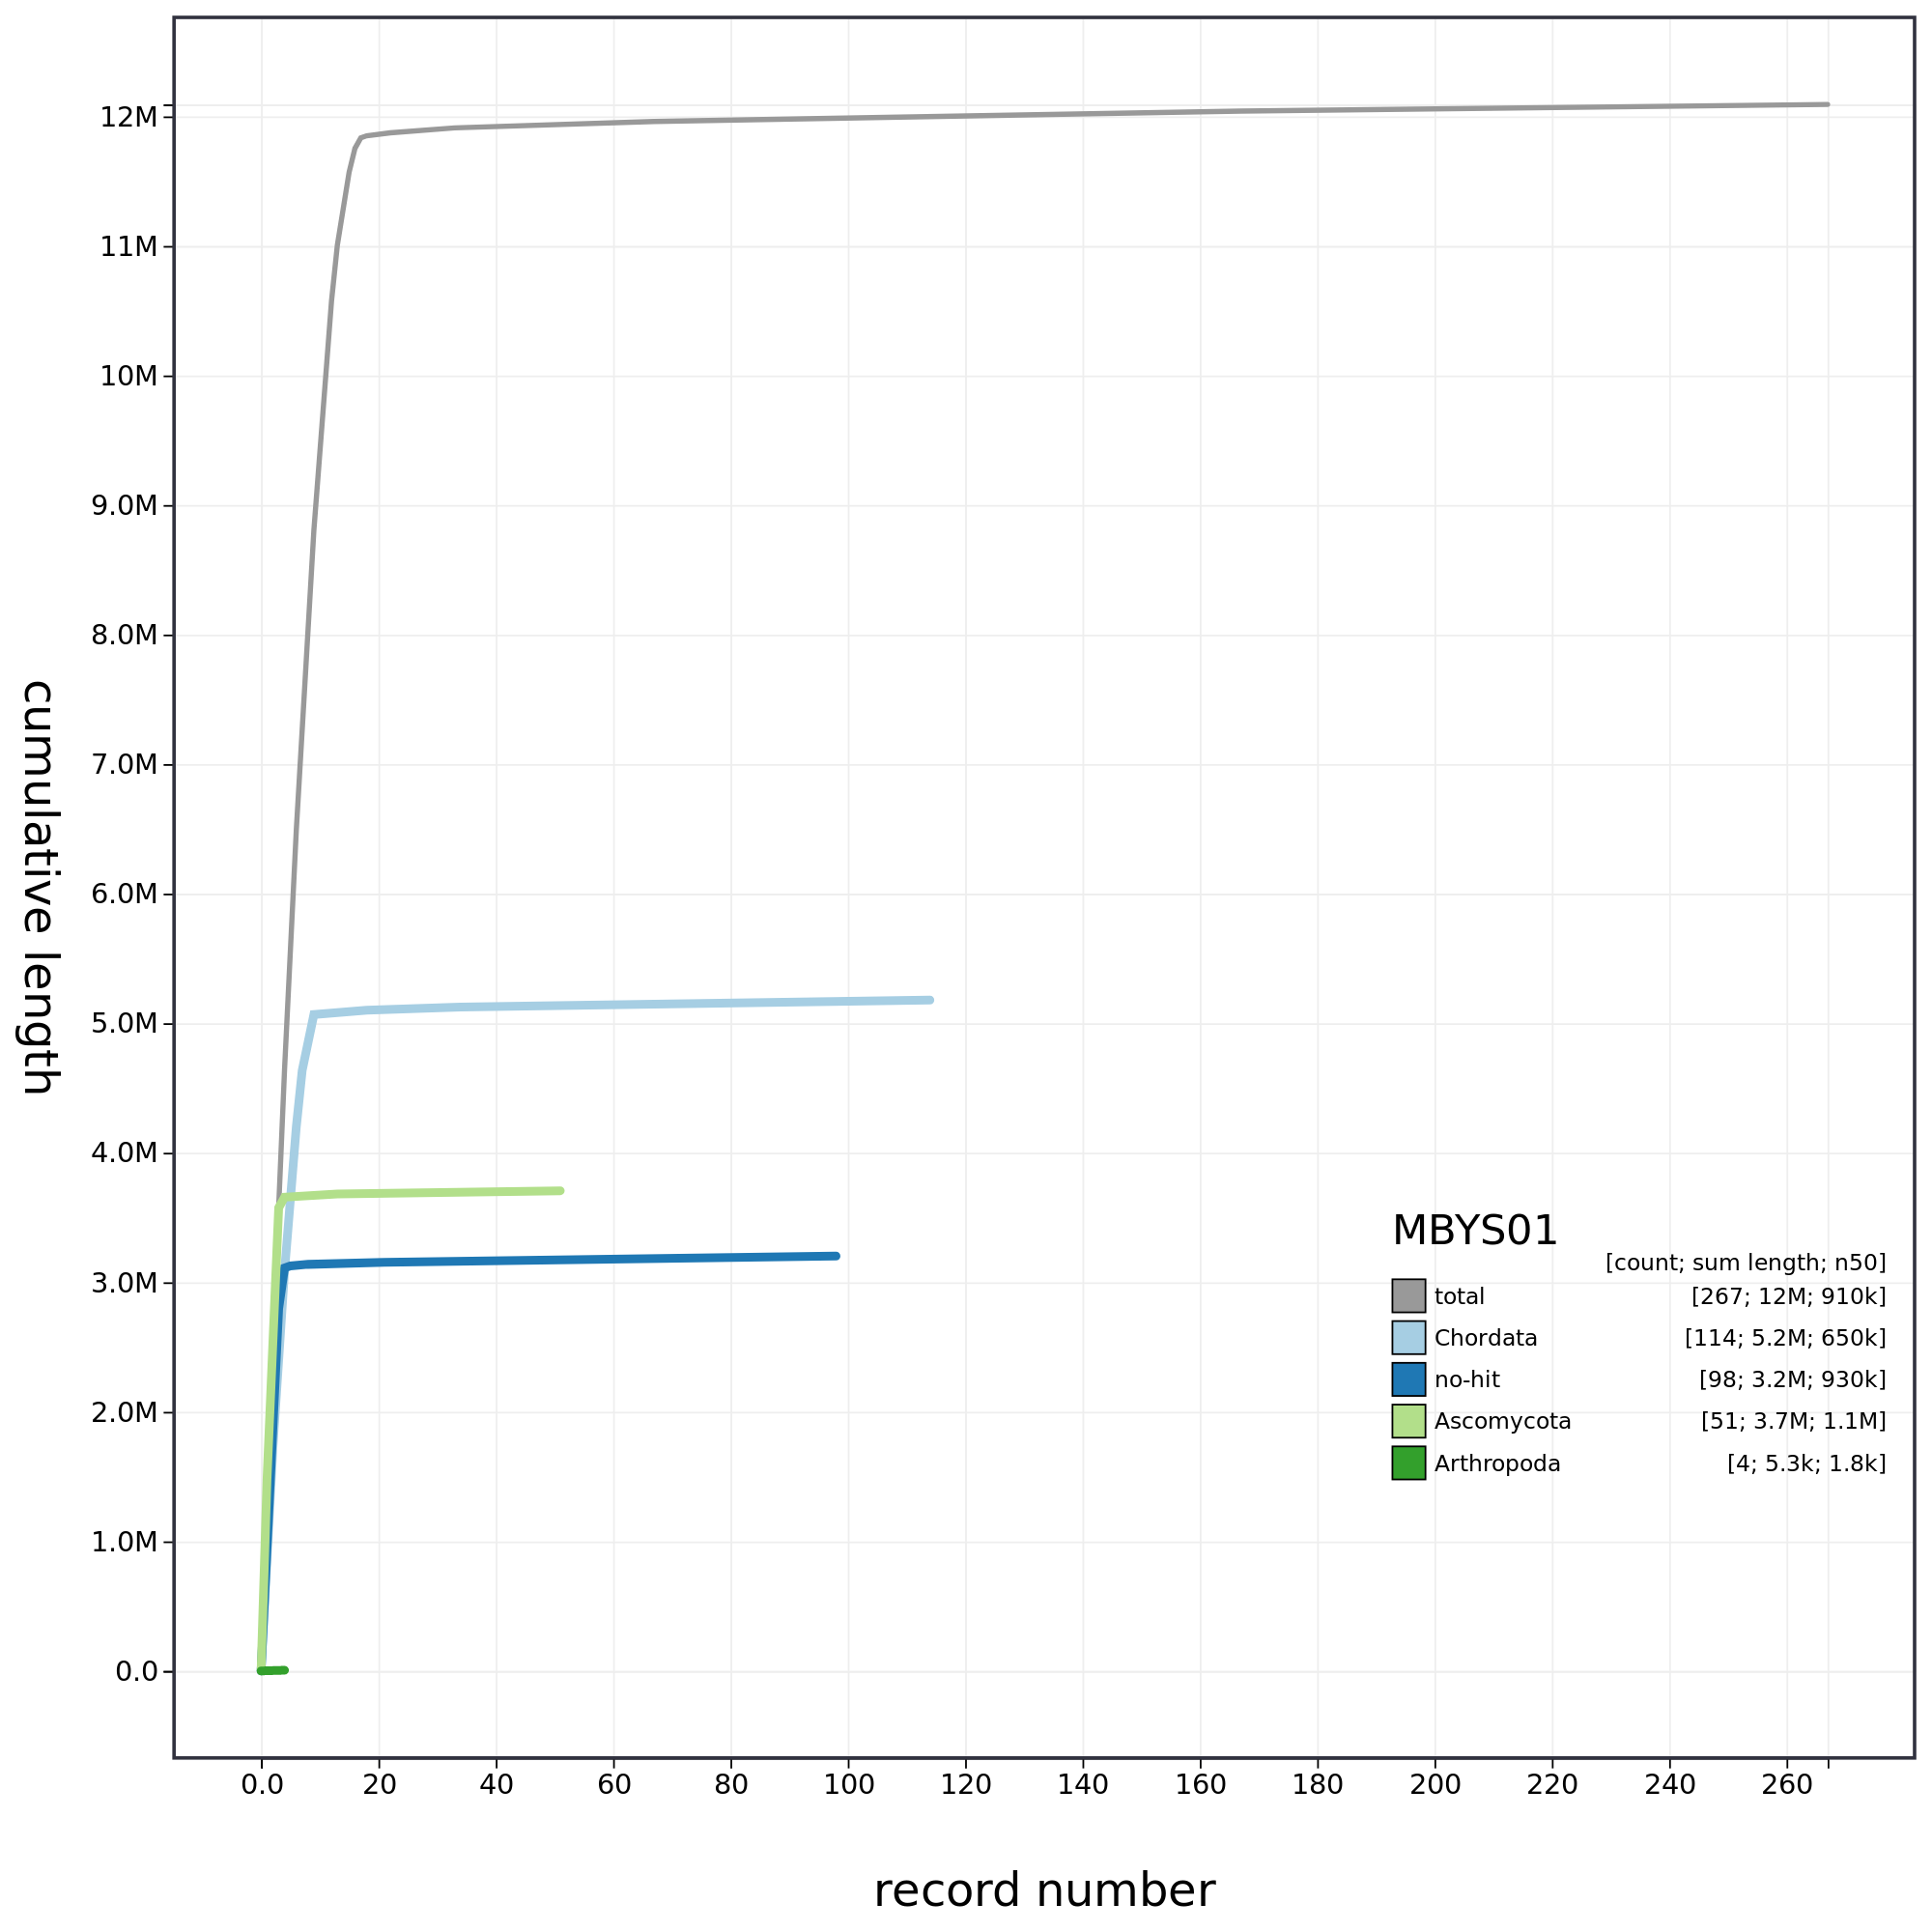 12M
11M
10M
9.0M
8.0M
7.0M
6.0M
5.0M
4.0M
3.0M
2.0M
1.0M
0.0
cumulative length
MBYS01
[count; sum length; n50]
total [267; 12M; 910k]
Chordata [114; 5.2M; 650k]
no-hit [98; 3.2M; 930k]
Ascomycota [51; 3.7M; 1.1M]
Arthropoda [4; 5.3k; 1.8k]
0.0 20 40 60 80 100 120 140 160 180 200 220 240 260
record number